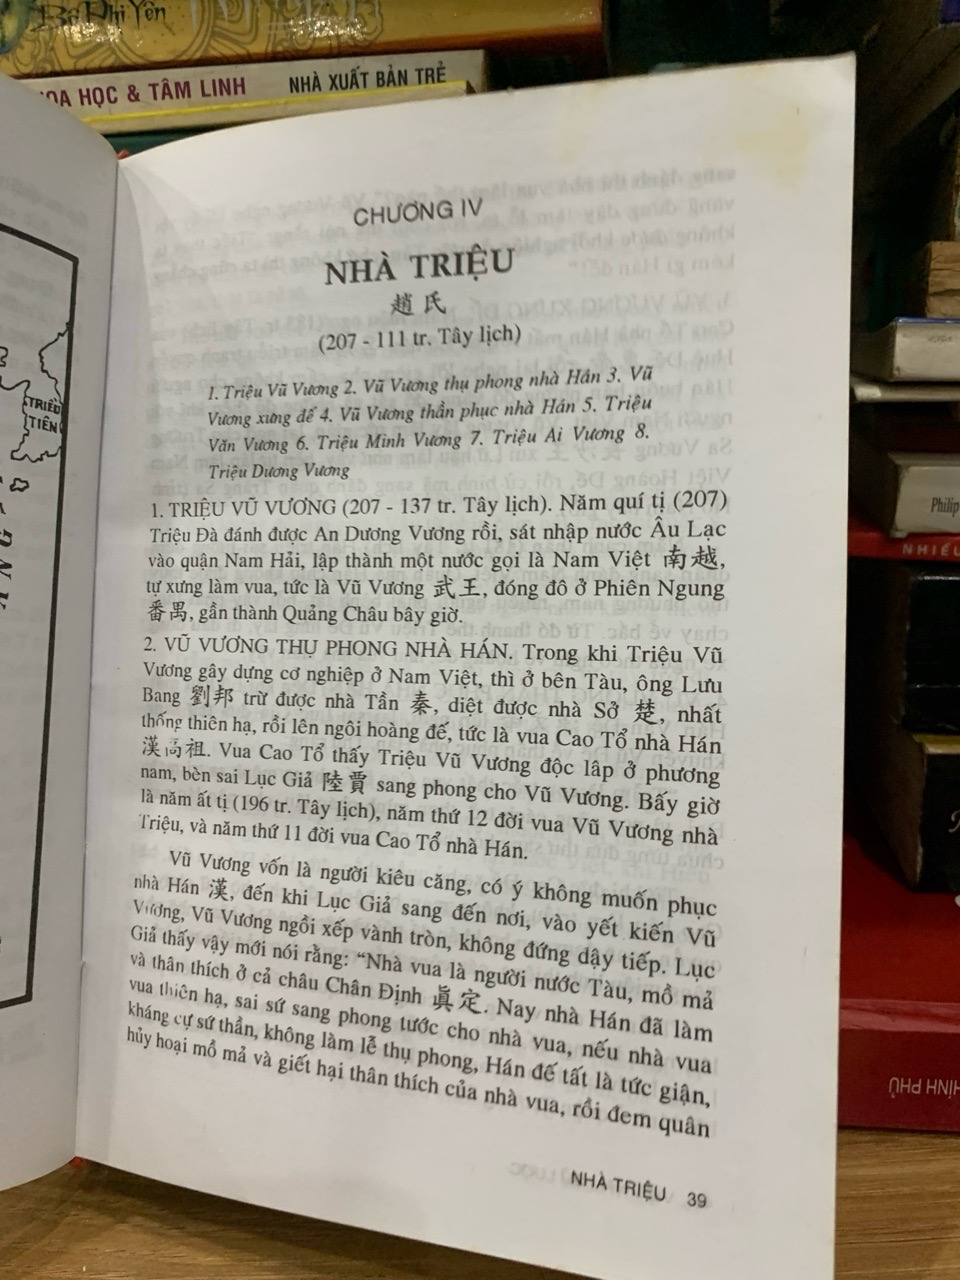 Bà Phi Yến
HOA HỌC & TÂM LINH NHÀ XUẤT BẢN TRẺ
TRIỀU
TIÊN
CHƯƠNG IV
NHÀ TRIỆU
趙氏
(207 - 111 tr. Tây lịch)
1. Triệu Vũ Vương 2. Vũ Vương thụ phong nhà Hán 3. Vũ
Vương xưng đế 4. Vũ Vương thần phục nhà Hán 5. Triệu
Văn Vương 6. Triệu Minh Vương 7. Triệu Ai Vương 8.
Triệu Dương Vương
1. TRIỆU VŨ VƯƠNG (207 - 137 tr. Tây lịch). Năm quí tị (207)
Triệu Đà đánh được An Dương Vương rồi, sát nhập nước Âu Lạc
vào quận Nam Hải, lập thành một nước gọi là Nam Việt 南越,
tự xưng làm vua, tức là Vũ Vương 武王, đóng đô ở Phiên Ngung
番禺, gần thành Quảng Châu bây giờ.
2. VŨ VƯƠNG THỤ PHONG NHÀ HÁN. Trong khi Triệu Vũ
Vương gây dựng cơ nghiệp ở Nam Việt, thì ở bên Tàu, ông Lưu
Bang 劉邦 trừ được nhà Tần 秦, diệt được nhà Sở 楚, nhất
thống thiên hạ, rồi lên ngôi hoàng đế, tức là vua Cao Tổ nhà Hán
漢高祖. Vua Cao Tổ thấy Triệu Vũ Vương độc lâp ở phương
nam, bèn sai Lục Giả 陸賈 sang phong cho Vũ Vương. Bấy giờ
là năm ất tị (196 tr. Tây lịch), năm thứ 12 đời vua Vũ Vương nhà
Triệu, và năm thứ 11 đời vua Cao Tổ nhà Hán.
Vũ Vương vốn là người kiêu căng, có ý không muốn phục
nhà Hán 漢, đến khi Lục Giả sang đến nơi, vào yết kiến Vũ
Vương, Vũ Vương ngồi xếp vành tròn, không đứng dậy tiếp. Lục
Giả thấy vậy mới nói rằng: “Nhà vua là người nước Tàu, mồ mả
và thân thích ở cả châu Chân Định 眞定. Nay nhà Hán đã làm
vua thiên hạ, sai sứ sang phong tước cho nhà vua, nếu nhà vua
kháng cự sứ thần, không làm lễ thụ phong, Hán đế tất là tức giận,
hủy hoại mồ mả và giết hại thân thích của nhà vua, rồi đem quân
NHÀ TRIỆU 39
Philip
NHIỀU
HỊNH PHỦ